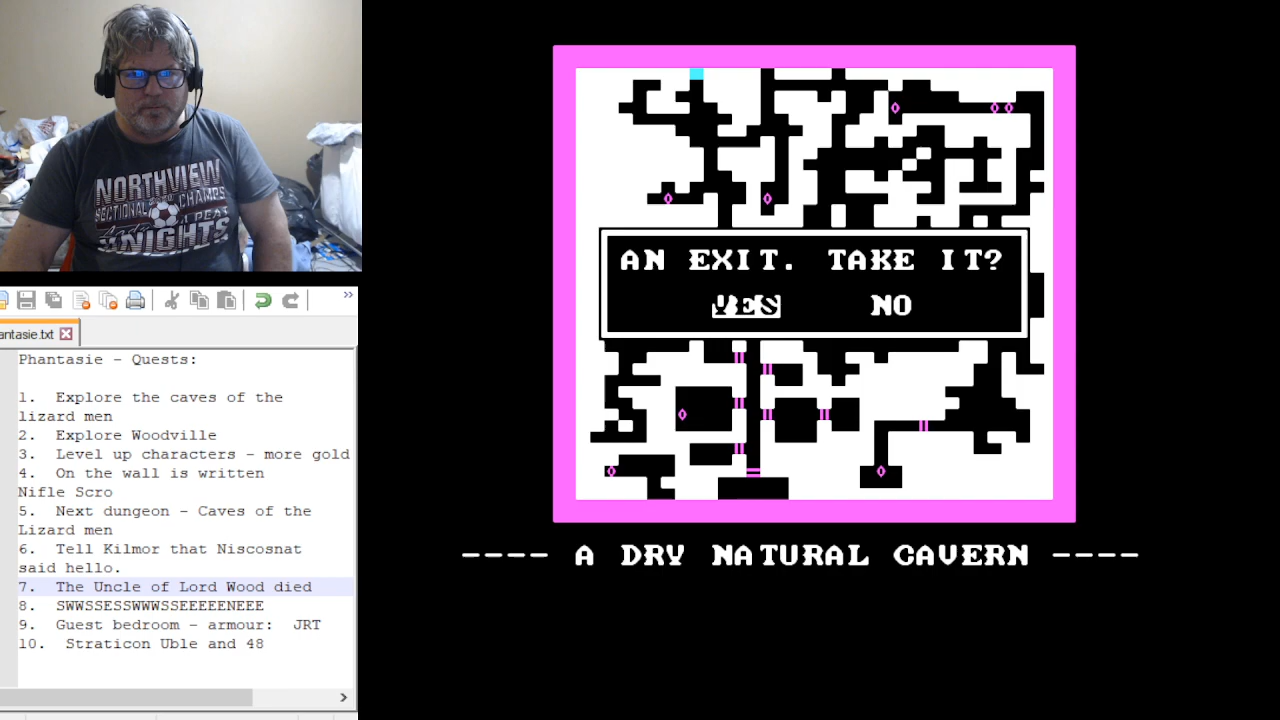 NORTHVIEW
SECTIONAL CHAMPS
KNIGHTS
antasie.txt
Phantasie - Quests:
1. Explore the caves of the
lizard men
2. Explore Woodville
3. Level up characters - more gold
4. On the wall is written
Nifle Scro
5. Next dungeon - Caves of the
Lizard men
6. Tell Kilmor that Niscosnat
said hello.
7. The Uncle of Lord Wood died
8. SWWSSESSWWWSSEEEEENEEE
9. Guest bedroom - armour: JRT
10. Straticon Uble and 48
AN EXIT. TAKE IT?
YES NO
---- A DRY NATURAL CAVERN ----